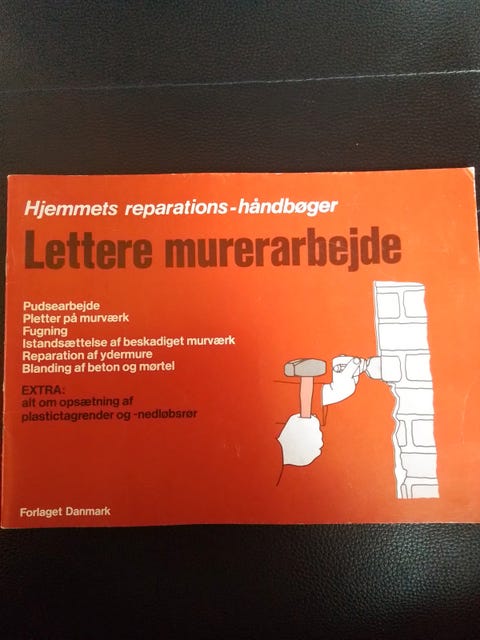 Hjemmets reparations-håndbøger
Lettere murerarbejde
Pudsearbejde
Pletter på murværk
Fugning
Istandsættelse af beskadiget murværk
Reparation af ydermure
Blanding af beton og mørtel
EXTRA:
alt om opsætning af
plastictagrender og -nedløbsrør
Forlaget Danmark